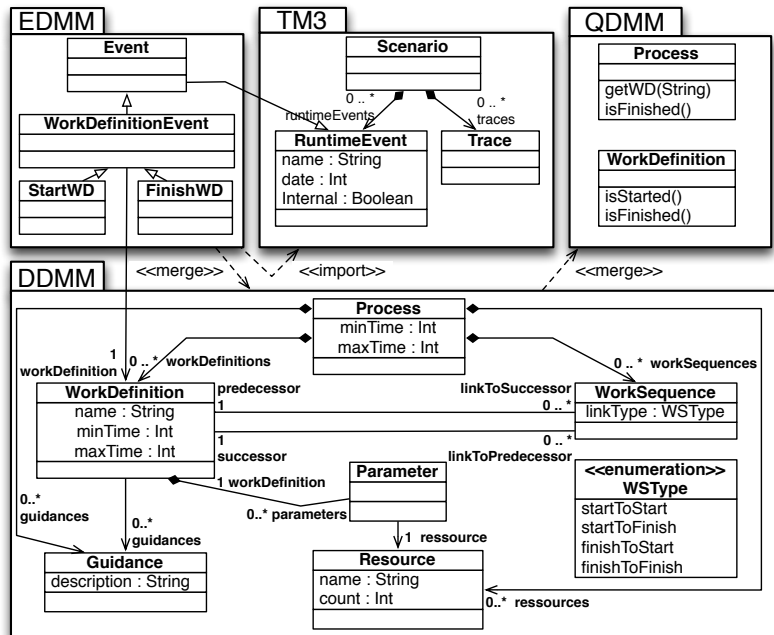 EDMM
TM3
QDMM
Event
Scenario
Process
getWD(String)
isFinished()
0 .. *
runtimeEvents
0 .. *
traces
WorkDefinitionEvent
RuntimeEvent
name : String
date : Int
Internal : Boolean
Trace
WorkDefinition
isStarted()
isFinished()
StartWD
FinishWD
<<merge>>
<<import>>
<<merge>>
DDMM
Process
minTime : Int
maxTime : Int
1
workDefinition
0 .. * workDefinitions
0 .. * workSequences
WorkDefinition
name : String
minTime : Int
maxTime : Int
predecessor
1
linkToSuccessor
0 .. *
WorkSequence
linkType : WSType
1
successor
0 .. *
linkToPredecessor
1 workDefinition
0..* parameters
Parameter
<<enumeration>>
WSType
startToStart
startToFinish
finishToStart
finishToFinish
0..*
guidances
0..*
guidances
1 ressource
Guidance
description : String
Resource
name : String
count : Int
0..* ressources